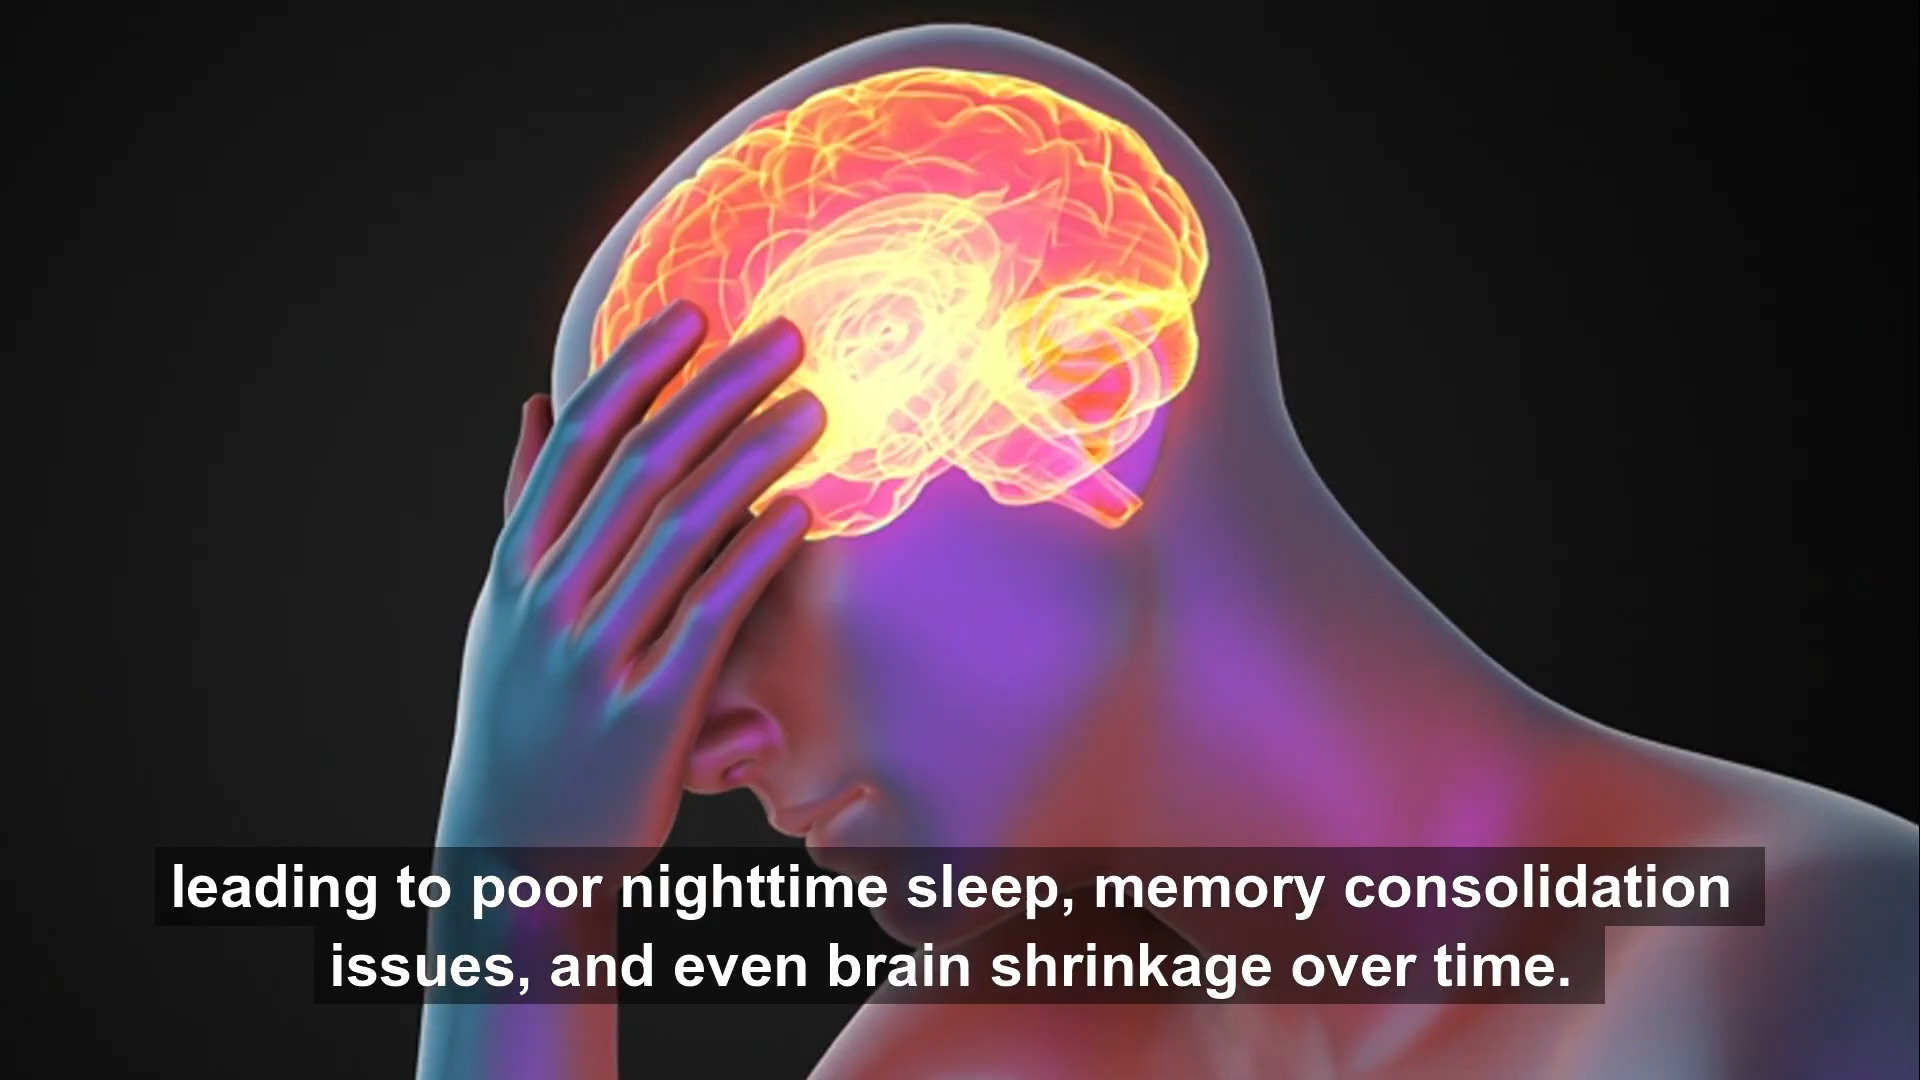 leading to poor nighttime sleep, memory consolidation
issues, and even brain shrinkage over time.